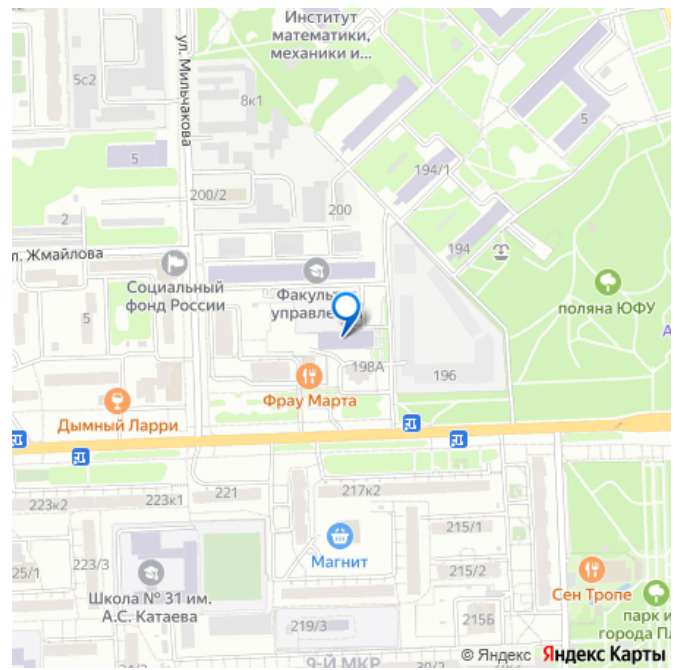 Институт
математики,
механики и...
ул. Мильчакова
5с2
8к1
5
5
194/1
200/2
200
2
л. Жмайлова
194
Социальный
фонд России
Факульт
управле
поляна ЮФУ
А
5
198А
196
Фрау Марта
Дымный Ларри
223к2
223к1
221
217к2
215/1
Магнит
223/3
25/1
215/2
Школа № 31 им.
А.С. Катаева
Сен Тропе
219/3
215Б
парк и
города Пл
9-Й МКР
30/2
© Яндекс Яндекс Карты